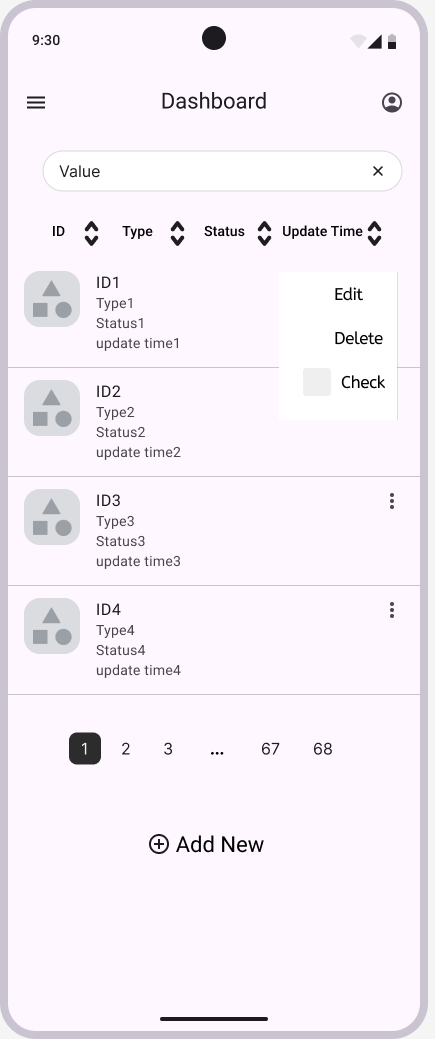 9:30
Dashboard
Value
ID Type Status Update Time
ID1
Type1
Status1
update time1
Edit
Delete
Check
ID2
Type2
Status2
update time2
ID3
Type3
Status3
update time3
ID4
Type4
Status4
update time4
1 2 3 ... 67 68
Add New